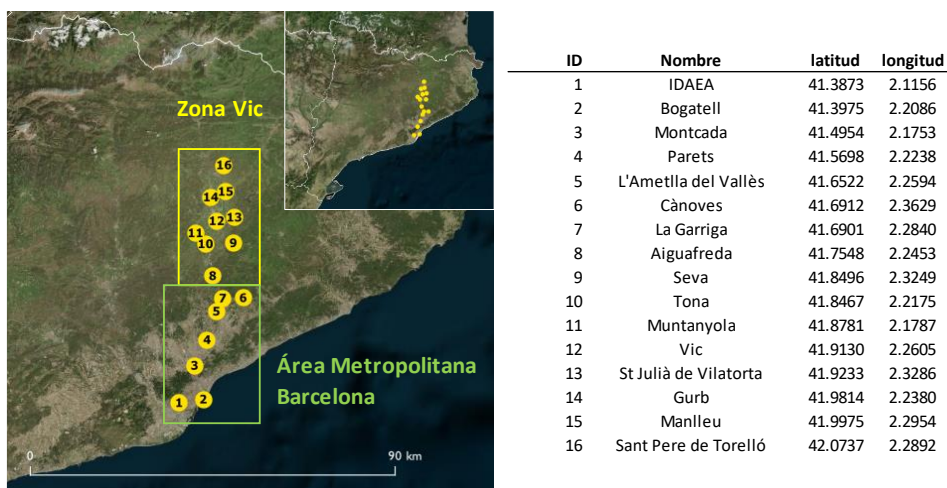 Zona Vic
16
15
14
13
12
11
10
9
8
7
6
5
4
3
Área Metropolitana
Barcelona
1
2
0
90 km
ID Nombre latitud longitud
1 IDAEA 41.3873 2.1156
2 Bogatell 41.3975 2.2086
3 Montcada 41.4954 2.1753
4 Parets 41.5698 2.2238
5 L'Ametlla del Vallès 41.6522 2.2594
6 Cànoves 41.6912 2.3629
7 La Garriga 41.6901 2.2840
8 Aiguafreda 41.7548 2.2453
9 Seva 41.8496 2.3249
10 Tona 41.8467 2.2175
11 Muntanyola 41.8781 2.1787
12 Vic 41.9130 2.2605
13 St Julià de Vilatorta 41.9233 2.3286
14 Gurb 41.9814 2.2380
15 Manlleu 41.9975 2.2954
16 Sant Pere de Torelló 42.0737 2.2892